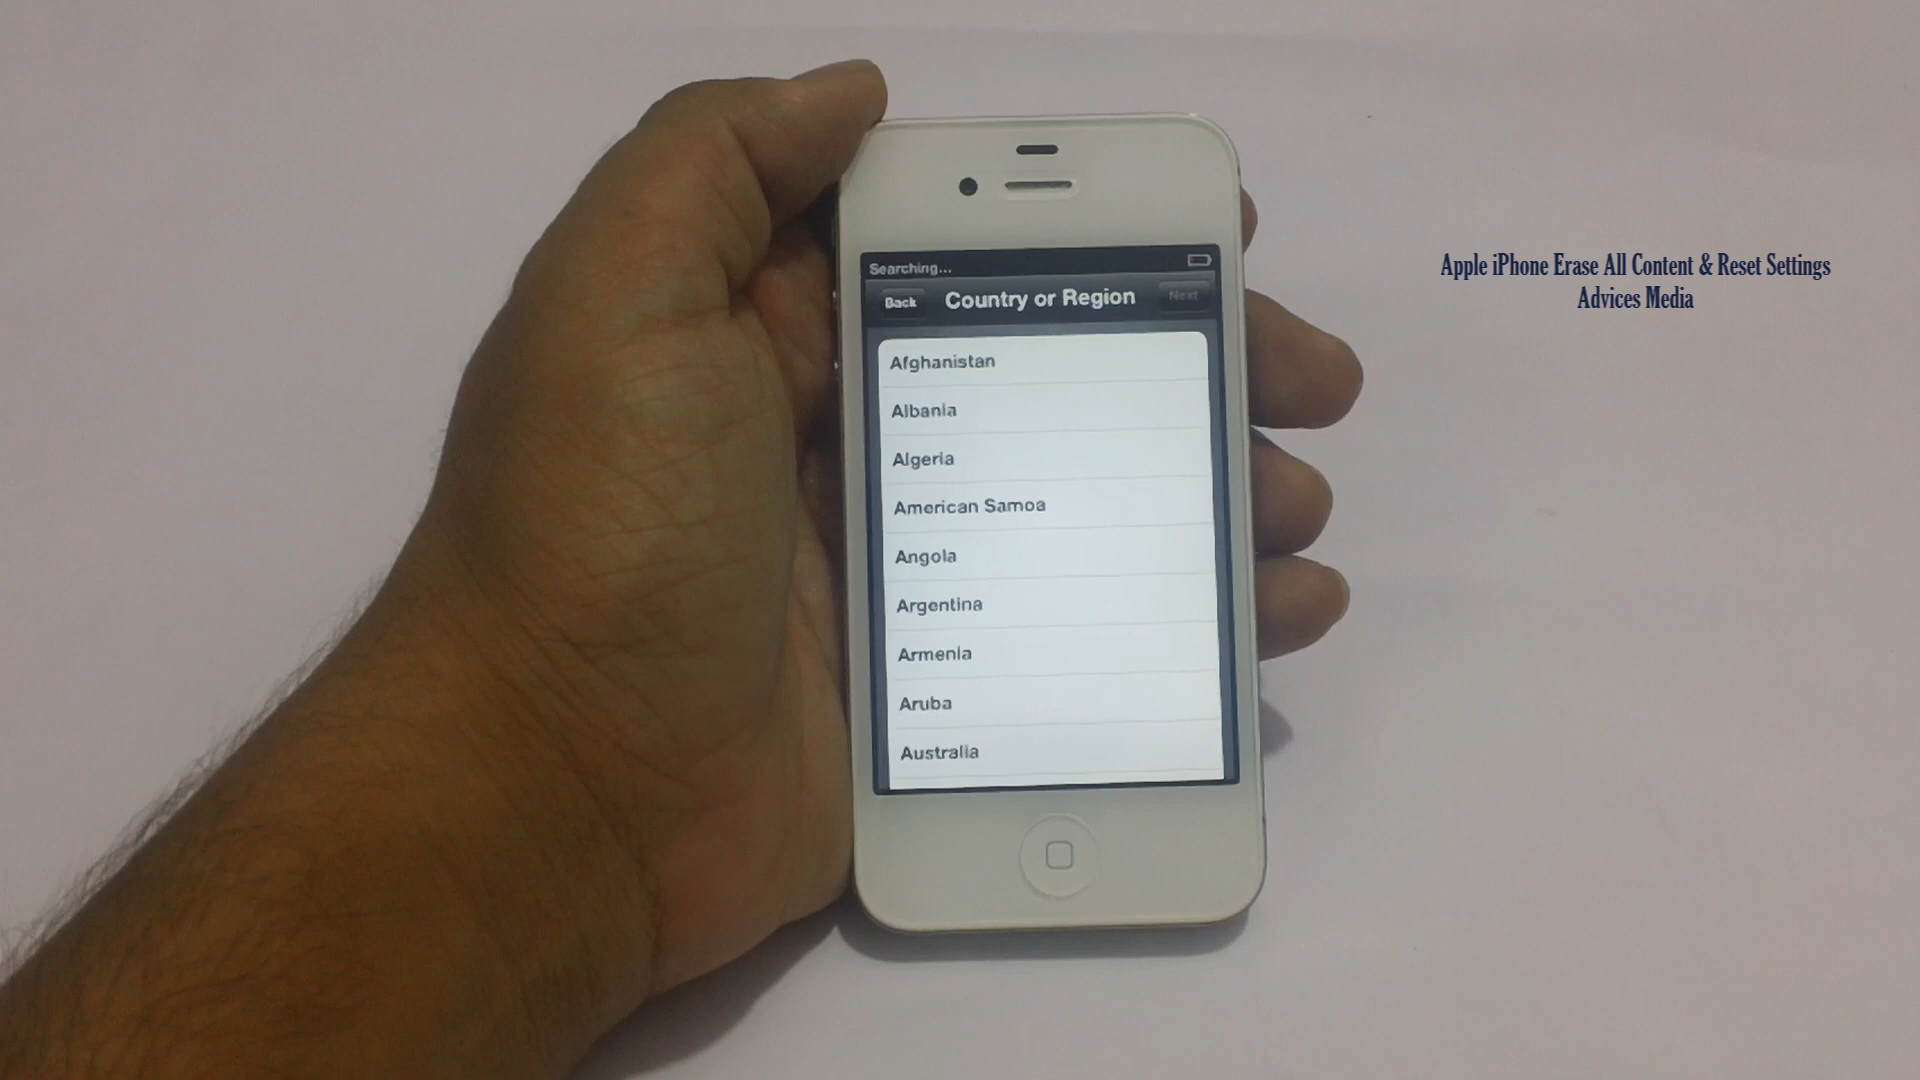 Searching...
Back
Country or Region
Next
Afghanistan
Albania
Algeria
American Samoa
Angola
Argentina
Armenia
Aruba
Australia
Apple iPhone Erase All Content & Reset Settings
Advices Media